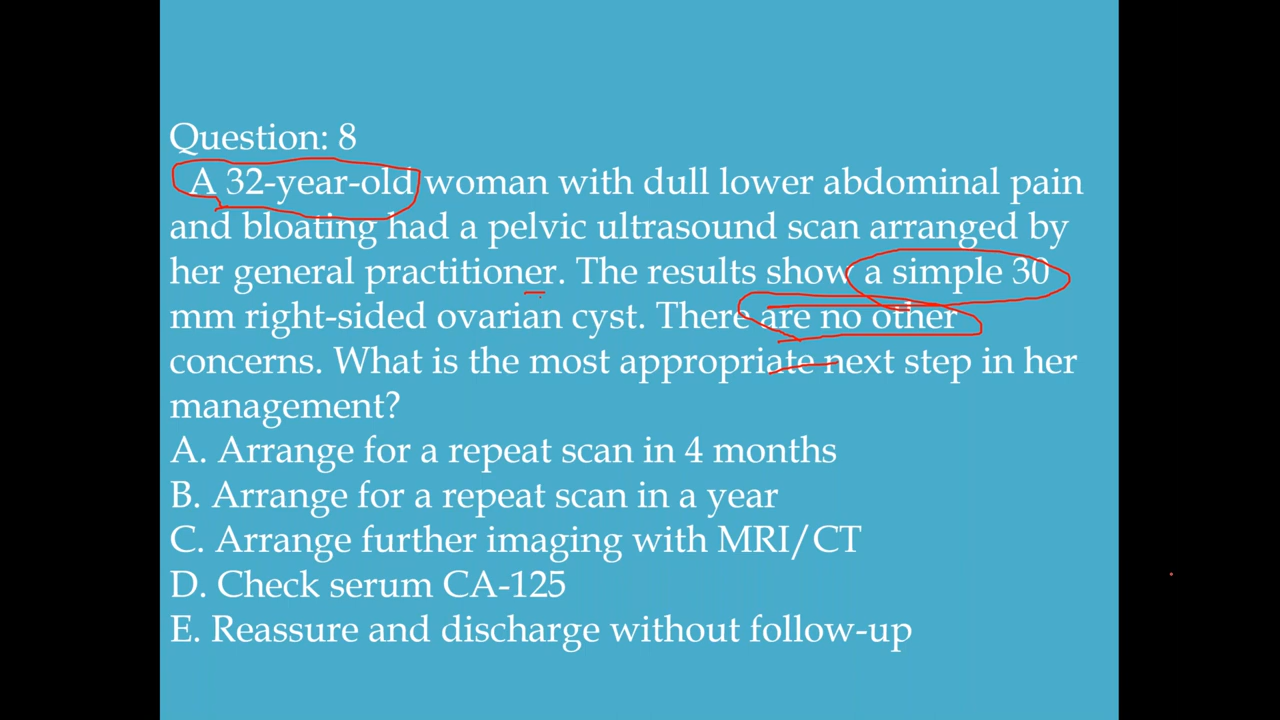 Question: 8
A 32-year-old woman with dull lower abdominal pain
and bloating had a pelvic ultrasound scan arranged by
her general practitioner. The results show a simple 30
mm right-sided ovarian cyst. There are no other
concerns. What is the most appropriate next step in her
management?
A. Arrange for a repeat scan in 4 months
B. Arrange for a repeat scan in a year
C. Arrange further imaging with MRI/CT
D. Check serum CA-125
E. Reassure and discharge without follow-up